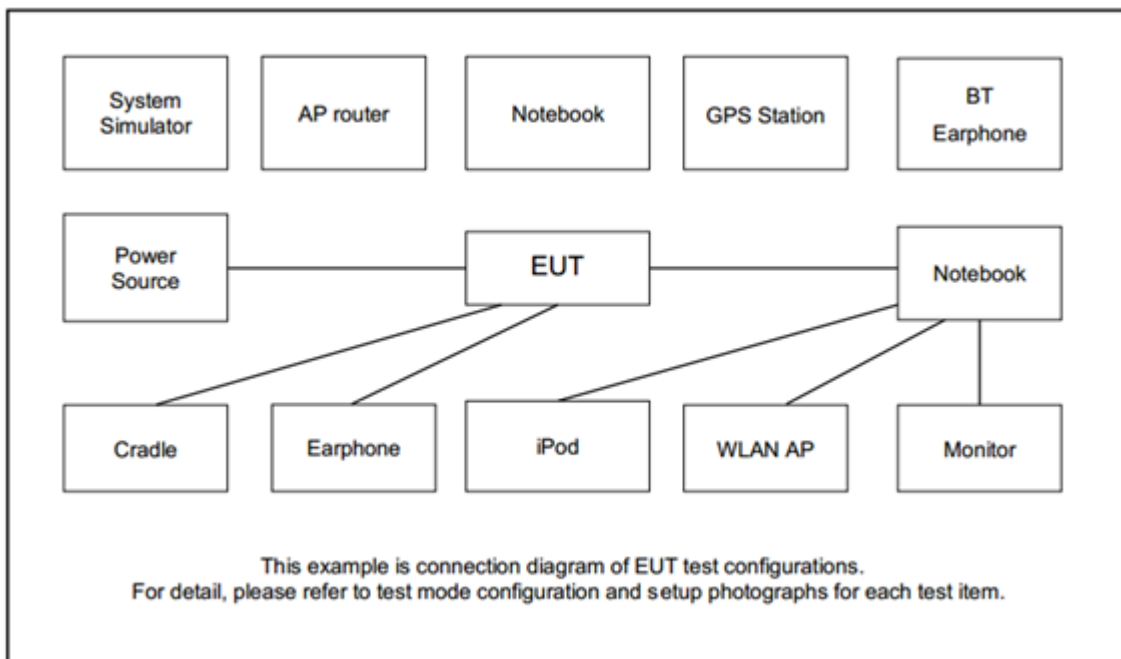 System
Simulator
AP router
Notebook
GPS Station
BT
Earphone
Power
Source
EUT
Notebook
Cradle
Earphone
iPod
WLAN AP
Monitor
This example is connection diagram of EUT test configurations.
For detail, please refer to test mode configuration and setup photographs for each test item.